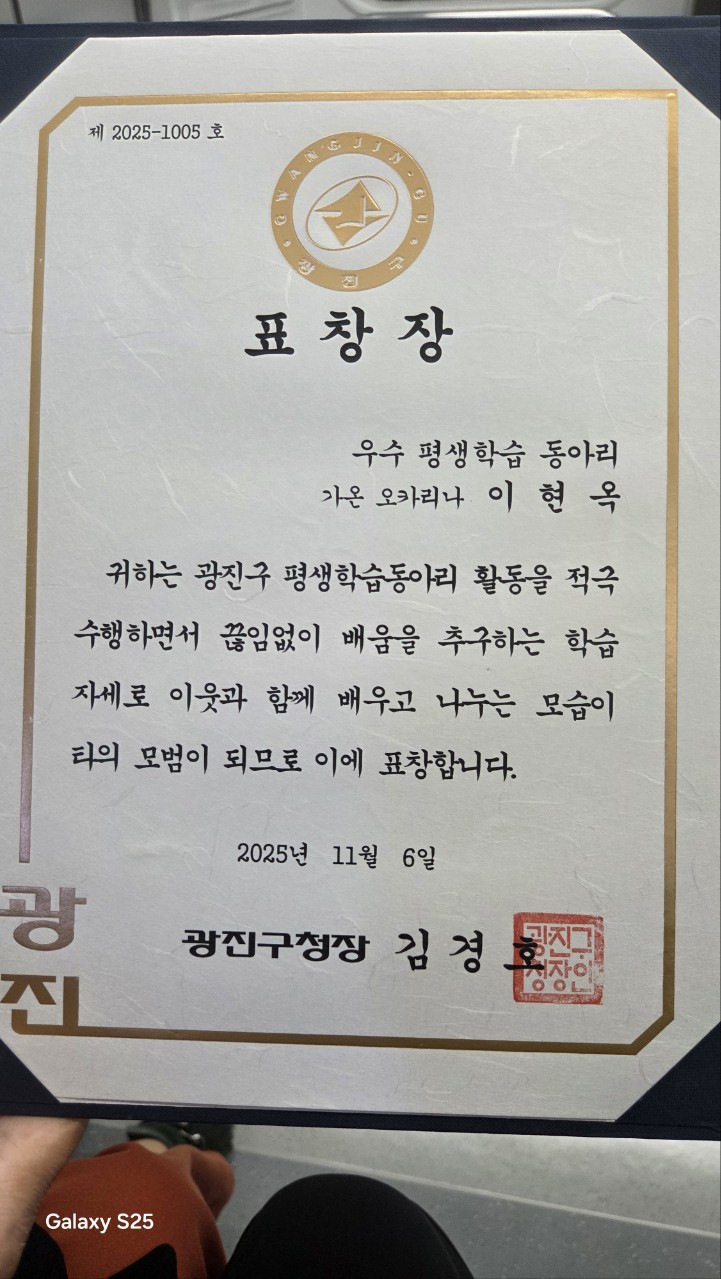 제 2025-1005 호
GWANGJIN-GU
광진구
표창장
우수 평생학습 동아리
가온 오카리나 이현옥
귀하는 광진구 평생학습동아리 활동을 적극
수행하면서 끊임없이 배움을 추구하는 학습
자세로 이웃과 함께 배우고 나누는 모습이
타의 모범이 되므로 이에 표창합니다.
2025년 11월 6일
광진구청장 김경호
광진구
청장인
광진
Galaxy S25